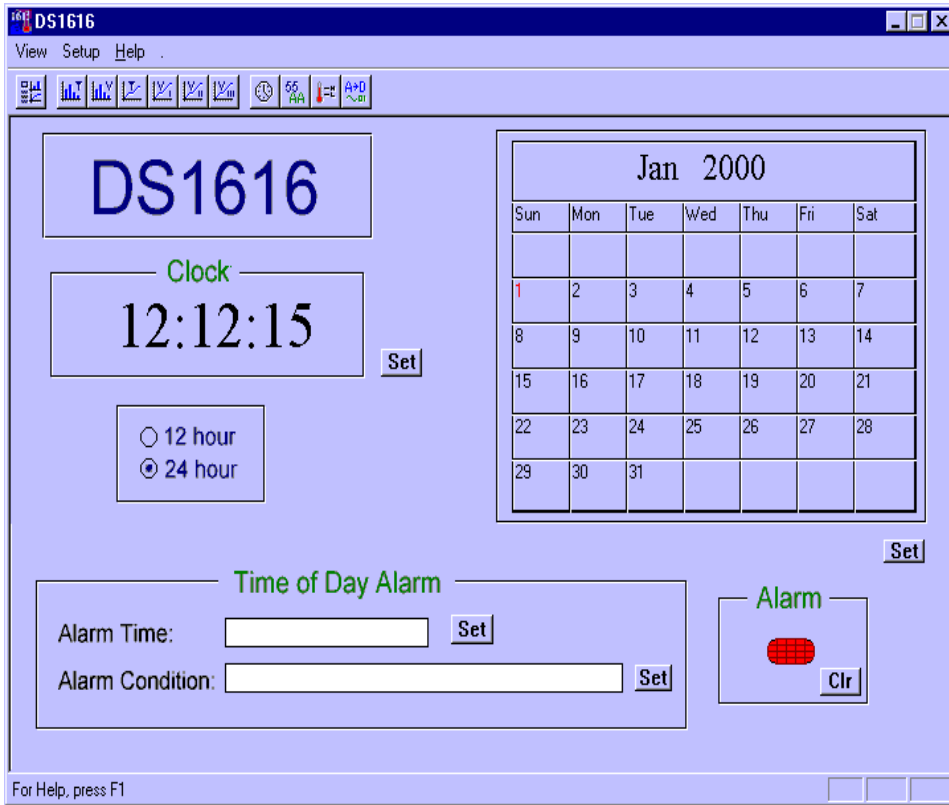 DS1616
View Setup Help .
DS1616
Clock
12:12:15
Set
12 hour
24 hour
Jan 2000
Sun Mon Tue Wed Thu Fri Sat
1 2 3 4 5 6 7
8 9 10 11 12 13 14
15 16 17 18 19 20 21
22 23 24 25 26 27 28
29 30 31
Set
Time of Day Alarm
Alarm Time: Set
Alarm Condition: Set
Alarm
Clr
For Help, press F1